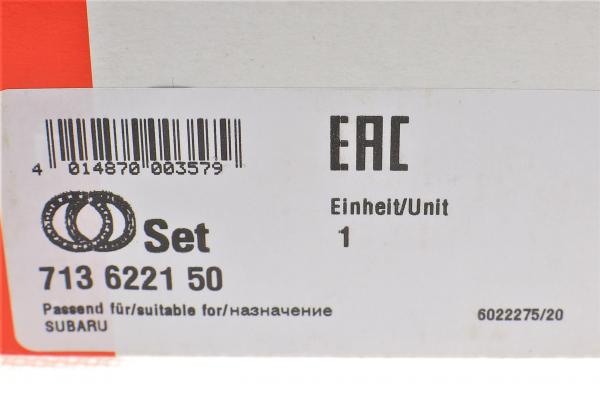 4 014870 003579
EAC
Set
Einheit/Unit
1
713 6221 50
Passend für/suitable for/назначение
SUBARU
6022275/20